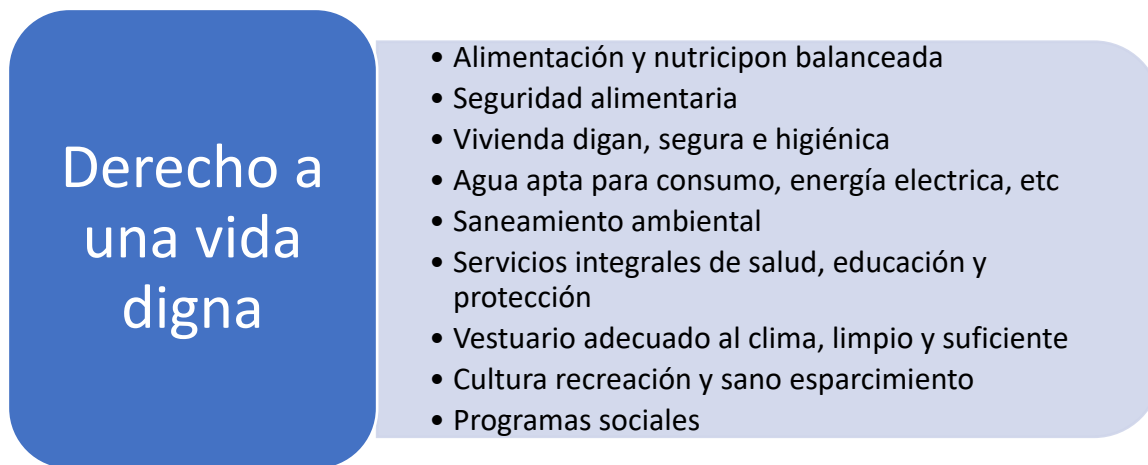 Derecho a
una vida
digna
• Alimentación y nutricipon balanceada
• Seguridad alimentaria
• Vivienda digan, segura e higiénica
• Agua apta para consumo, energía electrica, etc
• Saneamiento ambiental
• Servicios integrales de salud, educación y
protección
• Vestuario adecuado al clima, limpio y suficiente
• Cultura recreación y sano esparcimiento
• Programas sociales